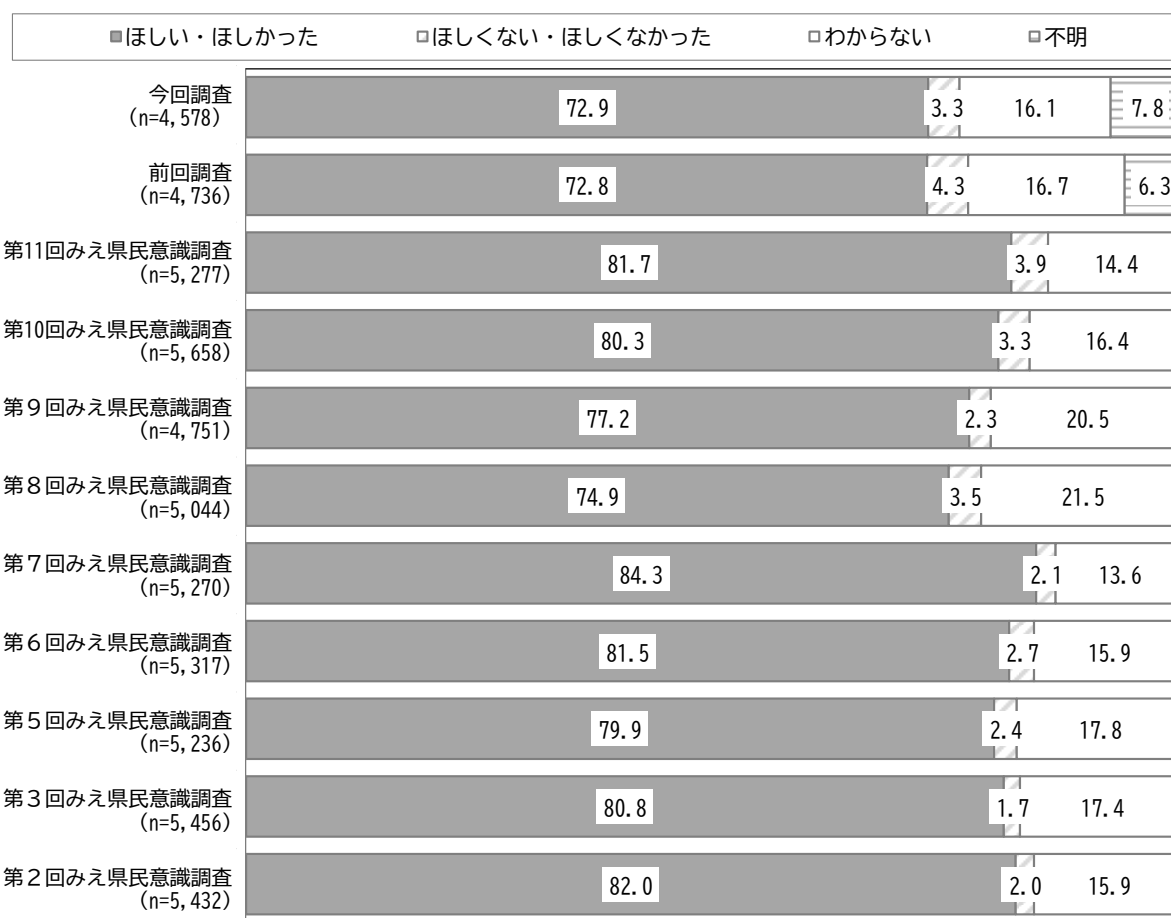 ほしい・ほしかった ほしくない・ほしくなかった わからない 不明
今回調査
(n=4,578)
72.9 3.3 16.1 7.8
前回調査
(n=4,736)
72.8 4.3 16.7 6.3
第11回みえ県民意識調査
(n=5,277)
81.7 3.9 14.4
第10回みえ県民意識調査
(n=5,658)
80.3 3.3 16.4
第9回みえ県民意識調査
(n=4,751)
77.2 2.3 20.5
第8回みえ県民意識調査
(n=5,044)
74.9 3.5 21.5
第7回みえ県民意識調査
(n=5,270)
84.3 2.1 13.6
第6回みえ県民意識調査
(n=5,317)
81.5 2.7 15.9
第5回みえ県民意識調査
(n=5,236)
79.9 2.4 17.8
第3回みえ県民意識調査
(n=5,456)
80.8 1.7 17.4
第2回みえ県民意識調査
(n=5,432)
82.0 2.0 15.9